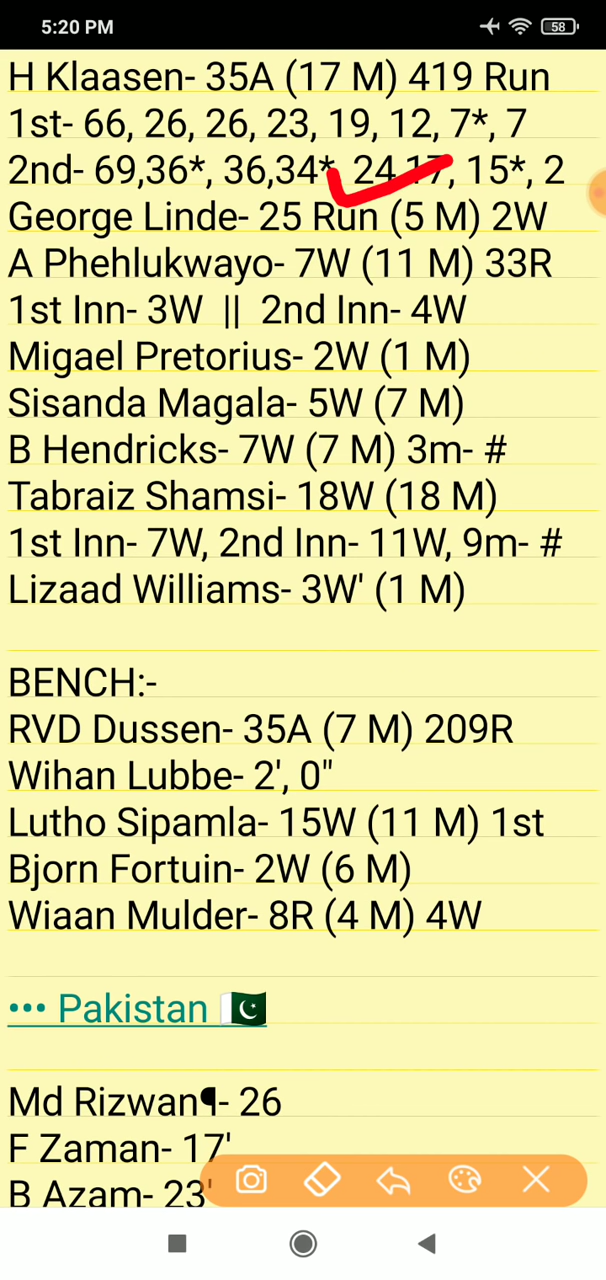 5:20 PM
58
H Klaasen- 35A (17 M) 419 Run
1st- 66, 26, 26, 23, 19, 12, 7*, 7
2nd- 69,36*, 36,34*, 24,17, 15*, 2
George Linde- 25 Run (5 M) 2W
A Phehlukwayo- 7W (11 M) 33R
1st Inn- 3W || 2nd Inn- 4W
Migael Pretorius- 2W (1 M)
Sisanda Magala- 5W (7 M)
B Hendricks- 7W (7 M) 3m- #
Tabraiz Shamsi- 18W (18 M)
1st Inn- 7W, 2nd Inn- 11W, 9m- #
Lizaad Williams- 3W' (1 M)
BENCH:-
RVD Dussen- 35A (7 M) 209R
Wihan Lubbe- 2', 0"
Lutho Sipamla- 15W (11 M) 1st
Bjorn Fortuin- 2W (6 M)
Wiaan Mulder- 8R (4 M) 4W
••• Pakistan 🇵🇰
Md Rizwan¶- 26
F Zaman- 17'
B Azam- 23'